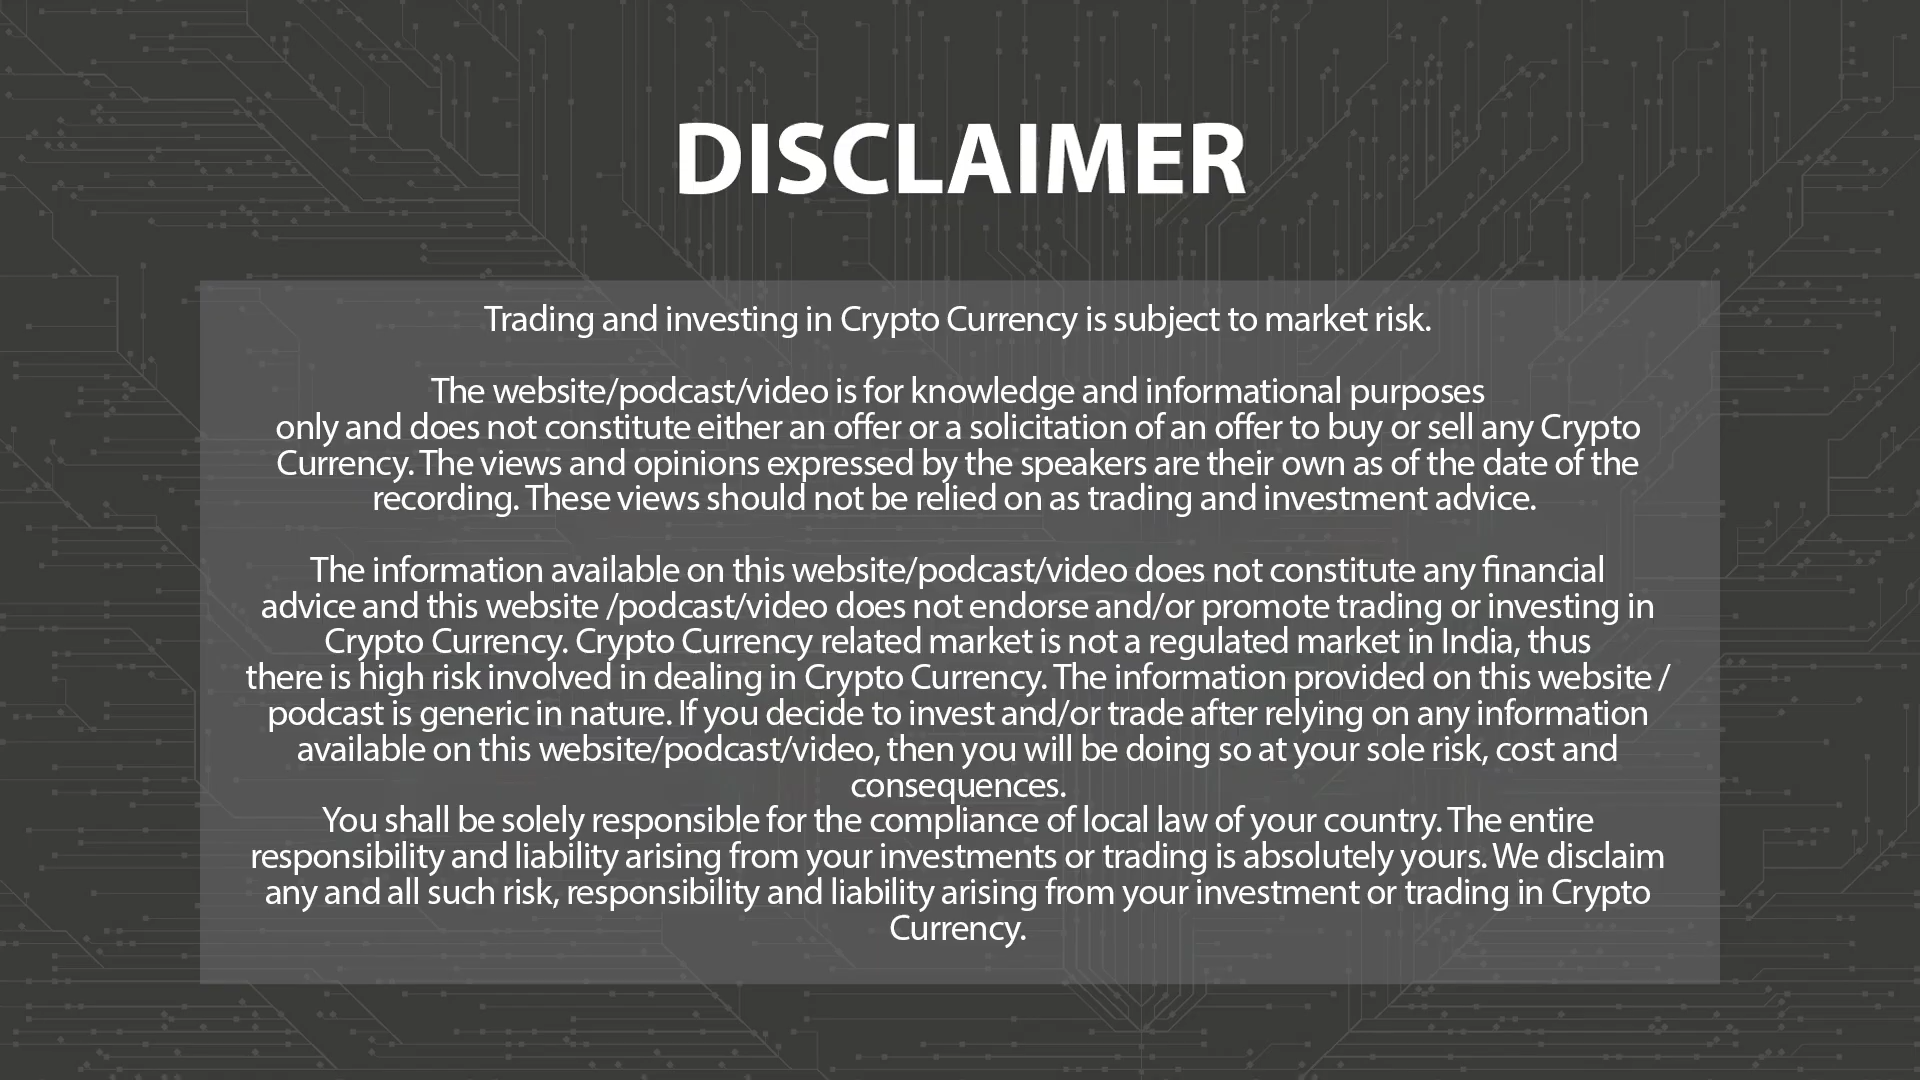 DISCLAIMER
Trading and investing in Crypto Currency is subject to market risk.
The website/podcast/video is for knowledge and informational purposes
only and does not constitute either an offer or a solicitation of an offer to buy or sell any Crypto
Currency. The views and opinions expressed by the speakers are their own as of the date of the
recording. These views should not be relied on as trading and investment advice.
The information available on this website/podcast/video does not constitute any financial
advice and this website /podcast/video does not endorse and/or promote trading or investing in
Crypto Currency. Crypto Currency related market is not a regulated market in India, thus
there is high risk involved in dealing in Crypto Currency. The information provided on this website /
podcast is generic in nature. If you decide to invest and/or trade after relying on any information
available on this website/podcast/video, then you will be doing so at your sole risk, cost and
consequences.
You shall be solely responsible for the compliance of local law of your country. The entire
responsibility and liability arising from your investments or trading is absolutely yours. We disclaim
any and all such risk, responsibility and liability arising from your investment or trading in Crypto
Currency.